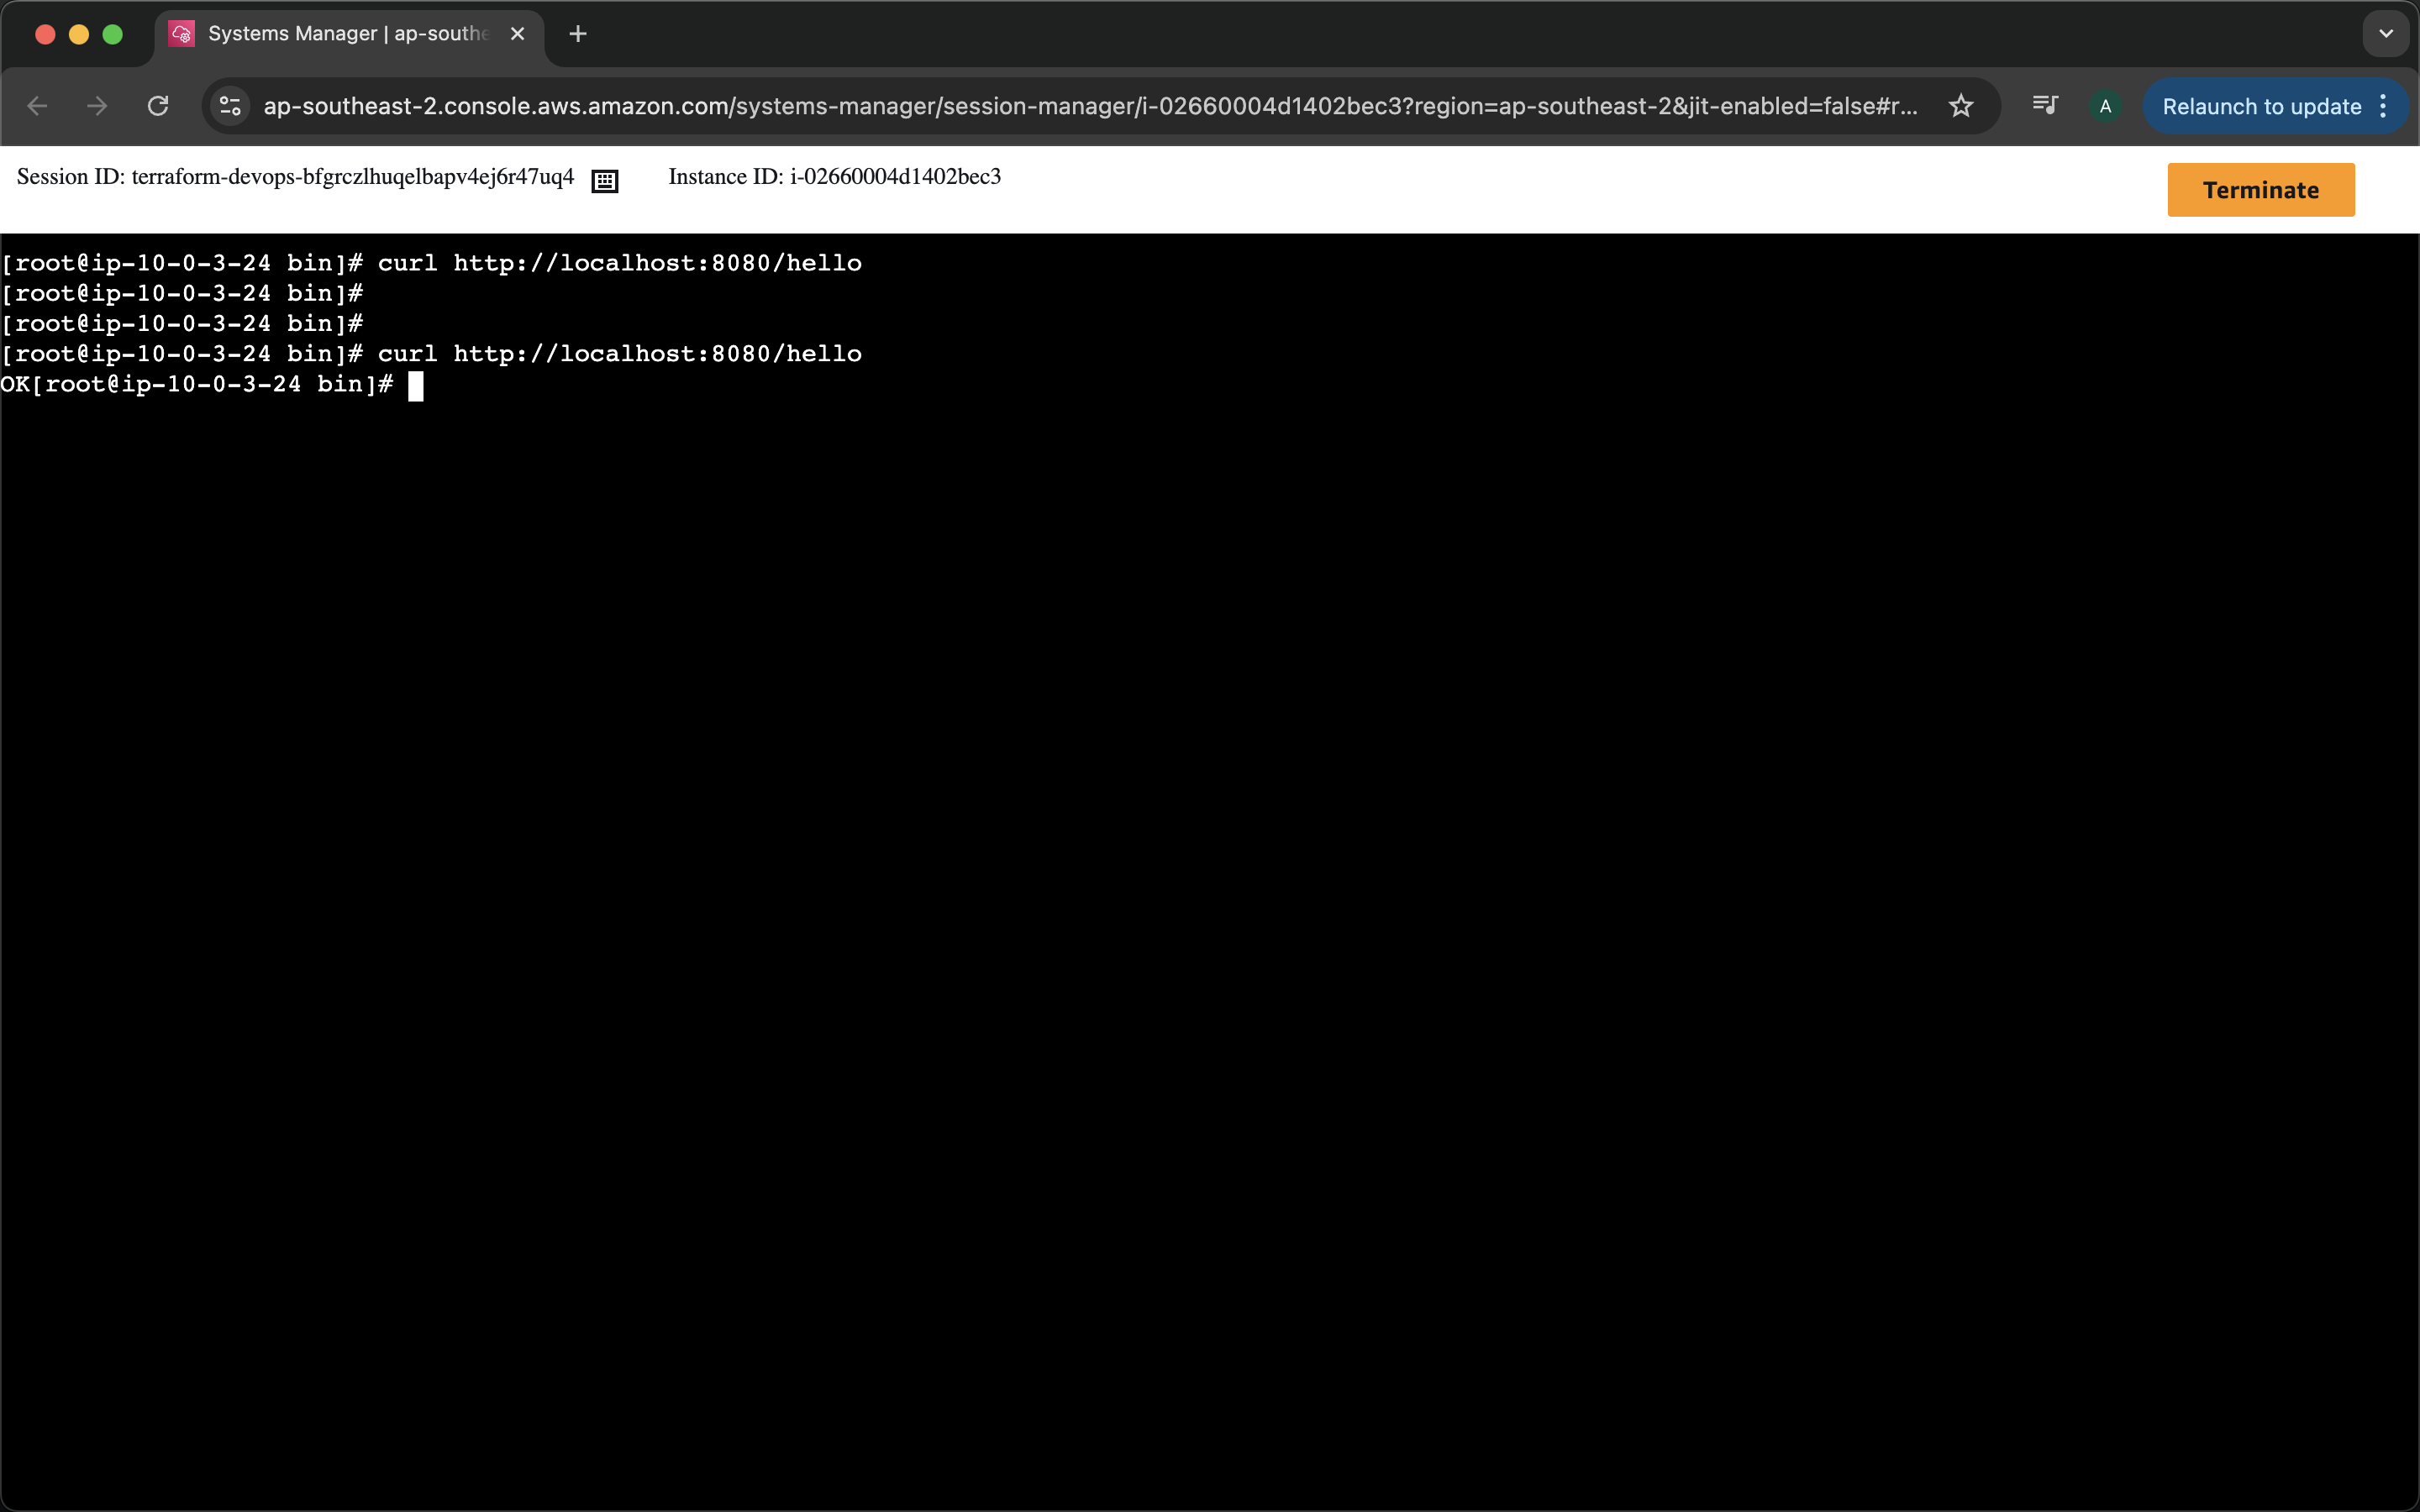 Systems Manager | ap-southe
ap-southeast-2.console.aws.amazon.com/systems-manager/session-manager/i-02660004d1402bec3?region=ap-southeast-2&jit-enabled=false#r...
A
Relaunch to update
Session ID: terraform-devops-bfgrczlhuqelbapv4ej6r47uq4
Instance ID: i-02660004d1402bec3
Terminate
[root@ip-10-0-3-24 bin]# curl http://localhost:8080/hello
[root@ip-10-0-3-24 bin]#
[root@ip-10-0-3-24 bin]#
[root@ip-10-0-3-24 bin]# curl http://localhost:8080/hello
OK[root@ip-10-0-3-24 bin]#